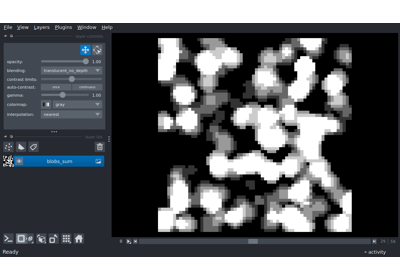 File View Layers Plugins Window Help
opacity: 1.00
blending: translucent_no_depth
contrast limits:
auto-contrast: once continuous
gamma: 1.00
colormap: gray
interpolation: nearest
blobs_sum
Ready
activity